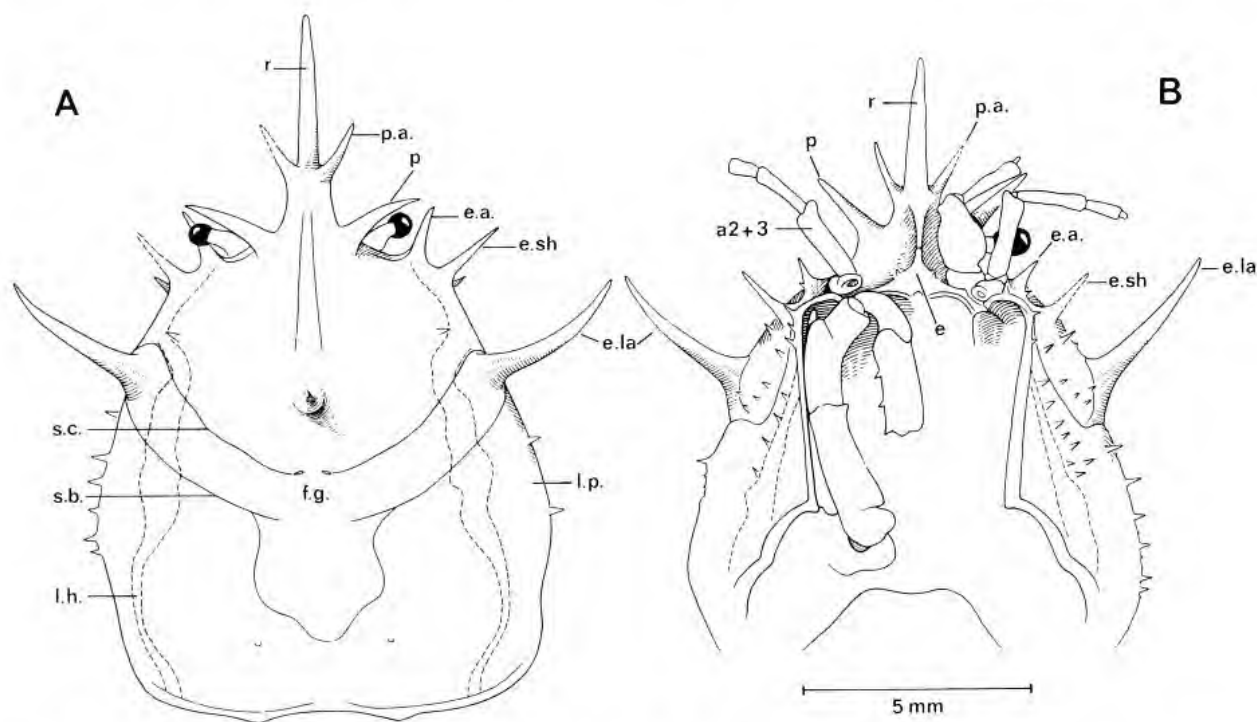 A
r
p.a.
p
e.a.
e.sh
e.la
s.c.
s.b.
f.g.
l.p.
l.h.
B
r
p.a.
p
a2+3
e.a.
e.sh
e.la
e
5 mm